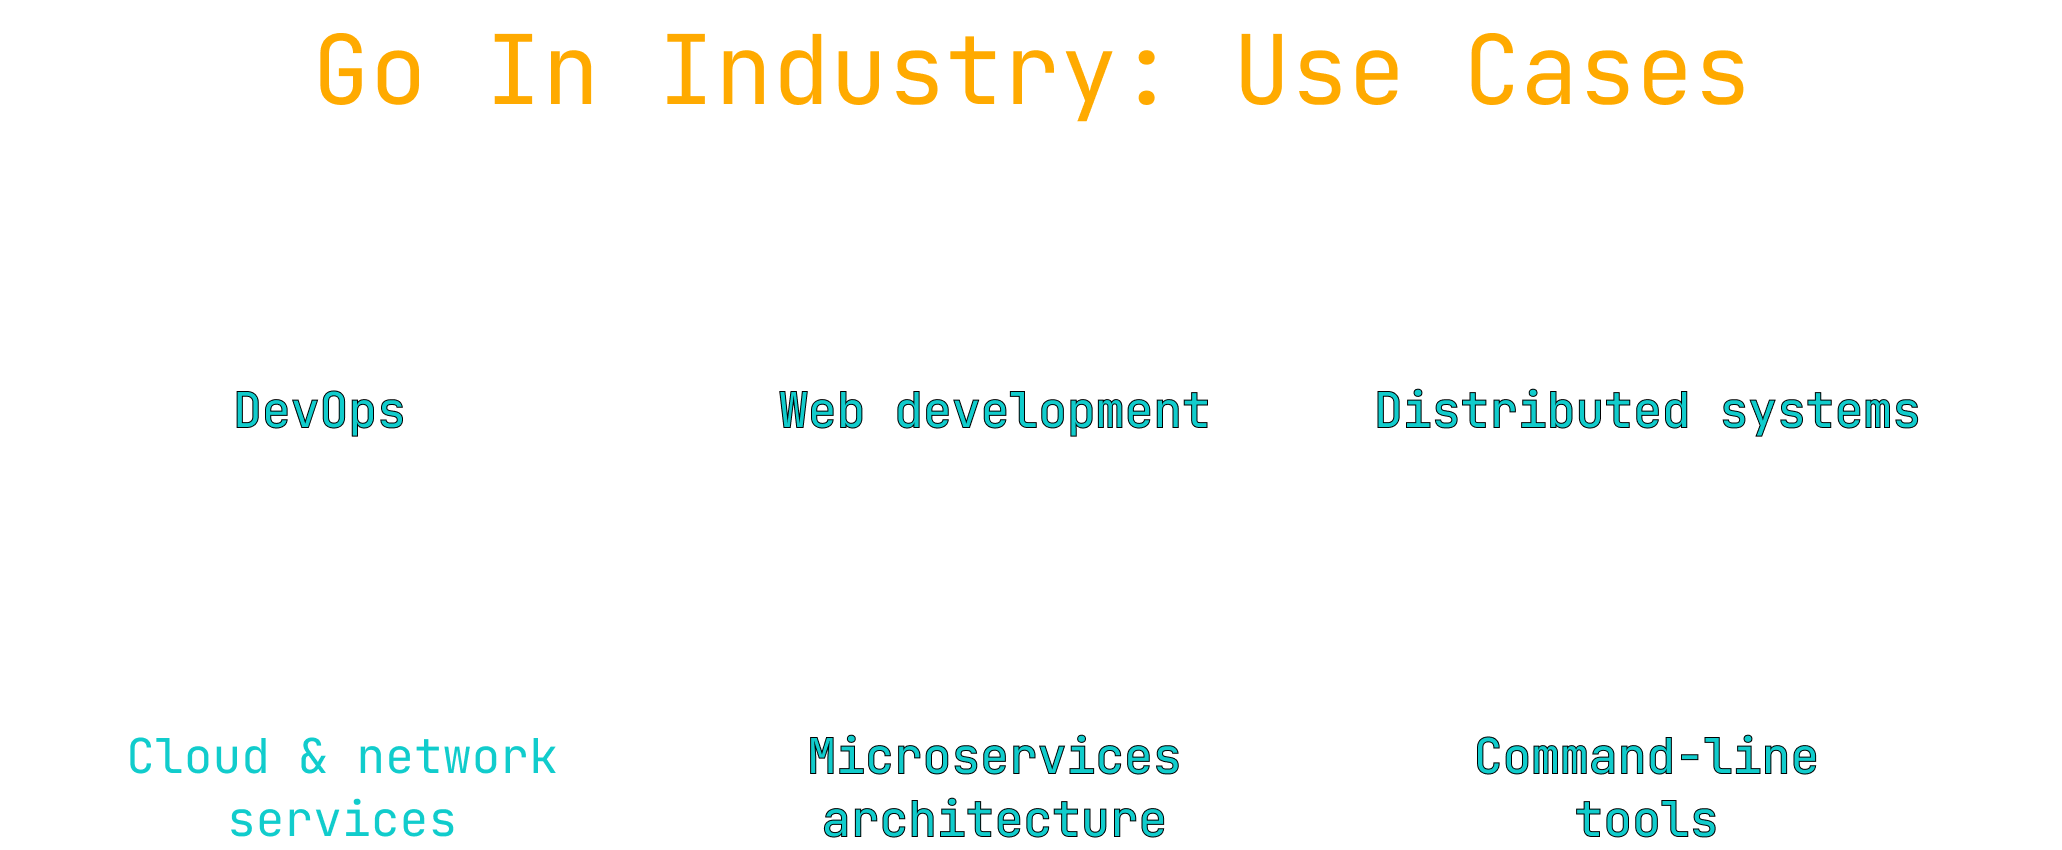 Go In Industry: Use Cases
DevOps
Web development
Distributed systems
Cloud & network
services
Microservices
architecture
Command-line
tools